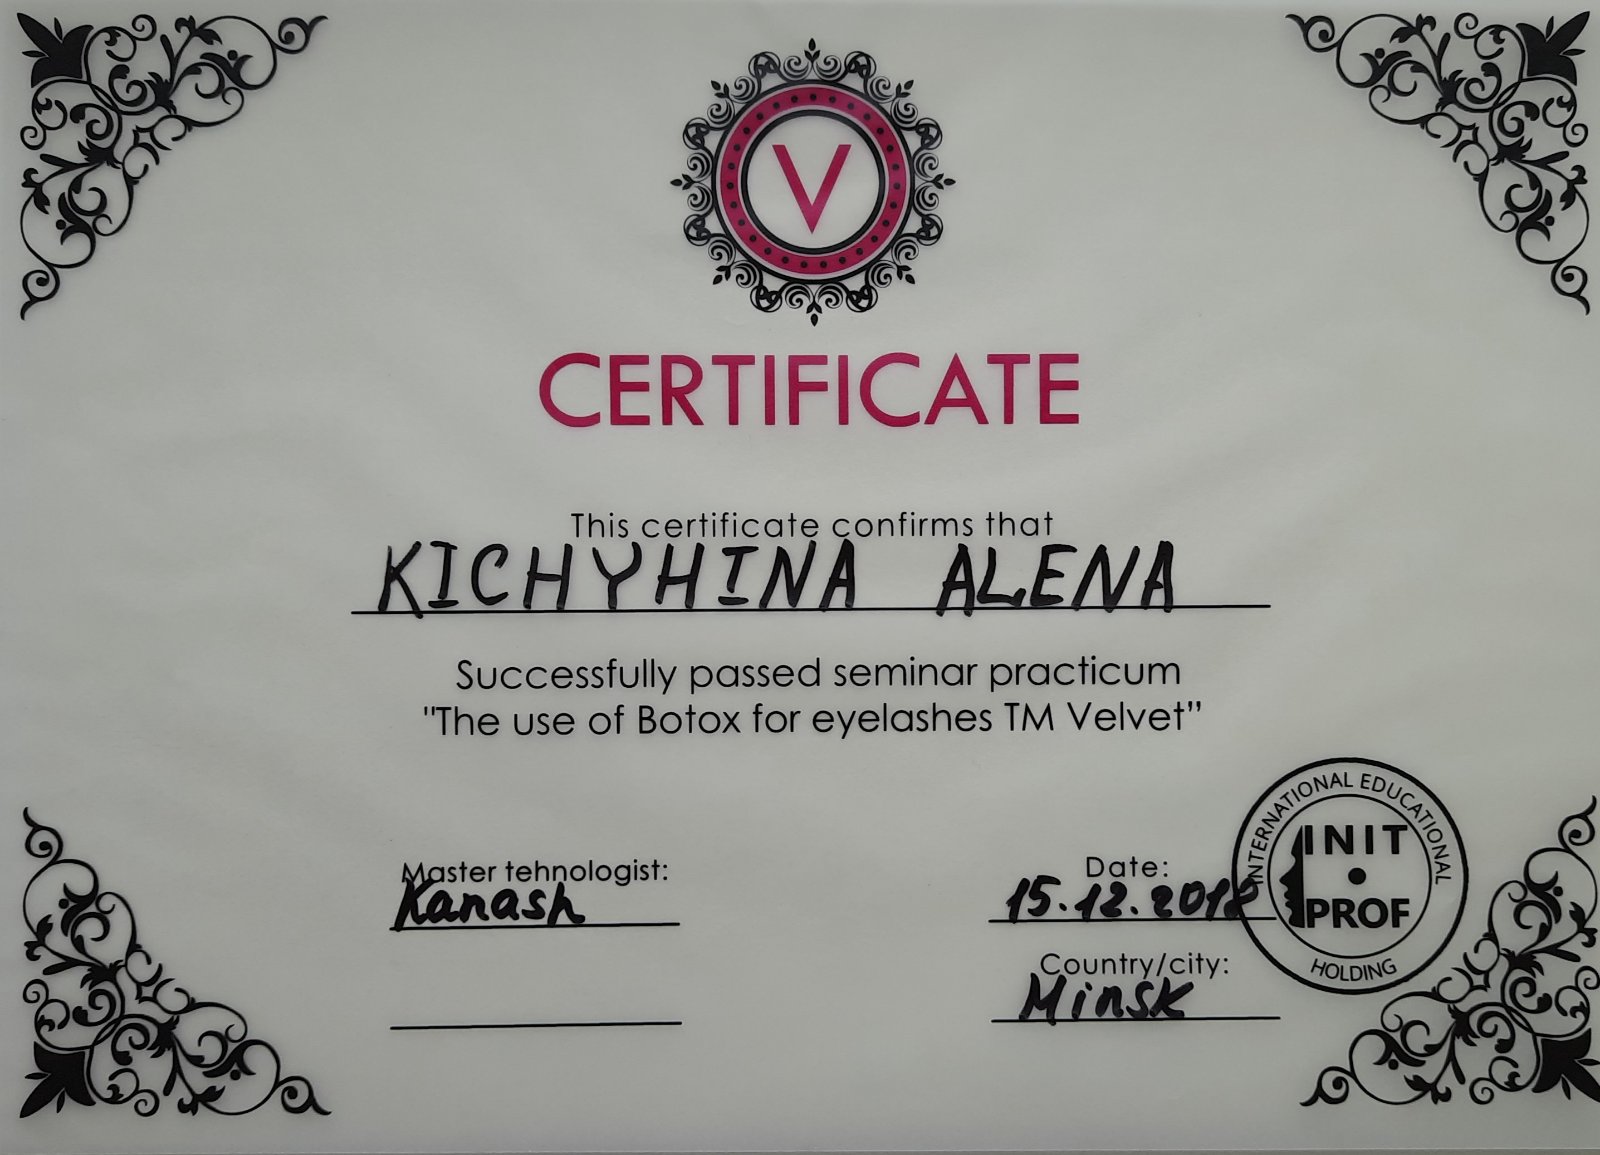 V
CERTIFICATE
This certificate confirms that
KICHYHINA ALENA
Successfully passed seminar practicum
"The use of Botox for eyelashes TM Velvet”
Master tehnologist:
Kanash
Date:
15.12.2018
Country/city:
Minsk
INTERNATIONAL EDUCATIONAL
INIT
PROF
HOLDING